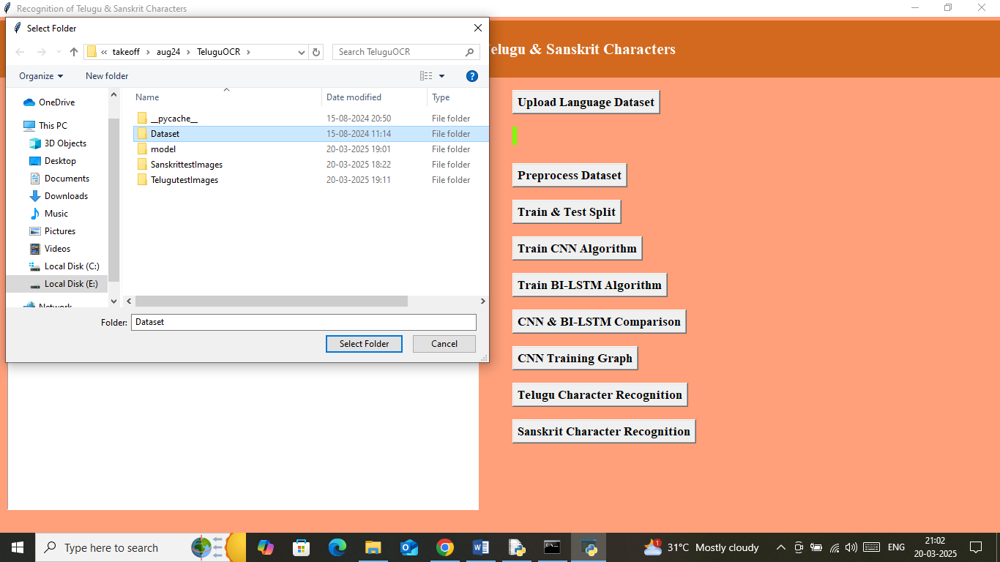 Recognition of Telugu & Sanskrit Characters
Select Folder
« takeoff > aug24 > TeluguOCR >
Search TeluguOCR
Telugu & Sanskrit Characters
Organize
New folder
Name
Date modified
Type
OneDrive
This PC
3D Objects
Desktop
Documents
Downloads
Music
Pictures
Videos
Local Disk (C:)
Local Disk (E:)
Network
__pycache__ 15-08-2024 20:50 File folder
Dataset 15-08-2024 11:14 File folder
model 20-03-2025 19:01 File folder
SanskrittestImages 20-03-2025 18:22 File folder
TelugutestImages 20-03-2025 19:11 File folder
Folder: Dataset
Select Folder
Cancel
Upload Language Dataset
Preprocess Dataset
Train & Test Split
Train CNN Algorithm
Train BI-LSTM Algorithm
CNN & BI-LSTM Comparison
CNN Training Graph
Telugu Character Recognition
Sanskrit Character Recognition
Type here to search
1
31°C Mostly cloudy
ENG
21:02
20-03-2025